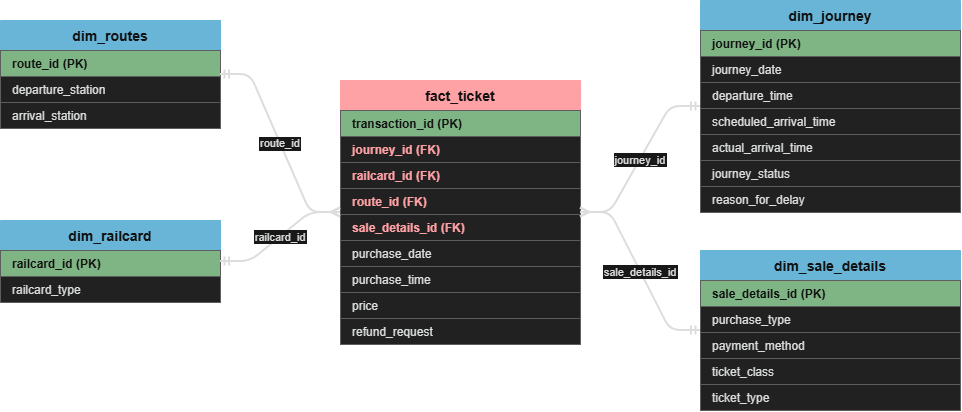 dim_routes
route_id (PK)
departure_station
arrival_station
route_id
dim_railcard
railcard_id (PK)
railcard_type
railcard_id
fact_ticket
transaction_id (PK)
journey_id (FK)
railcard_id (FK)
route_id (FK)
sale_details_id (FK)
purchase_date
purchase_time
price
refund_request
journey_id
sale_details_id
dim_journey
journey_id (PK)
journey_date
departure_time
scheduled_arrival_time
actual_arrival_time
journey_status
reason_for_delay
dim_sale_details
sale_details_id (PK)
purchase_type
payment_method
ticket_class
ticket_type